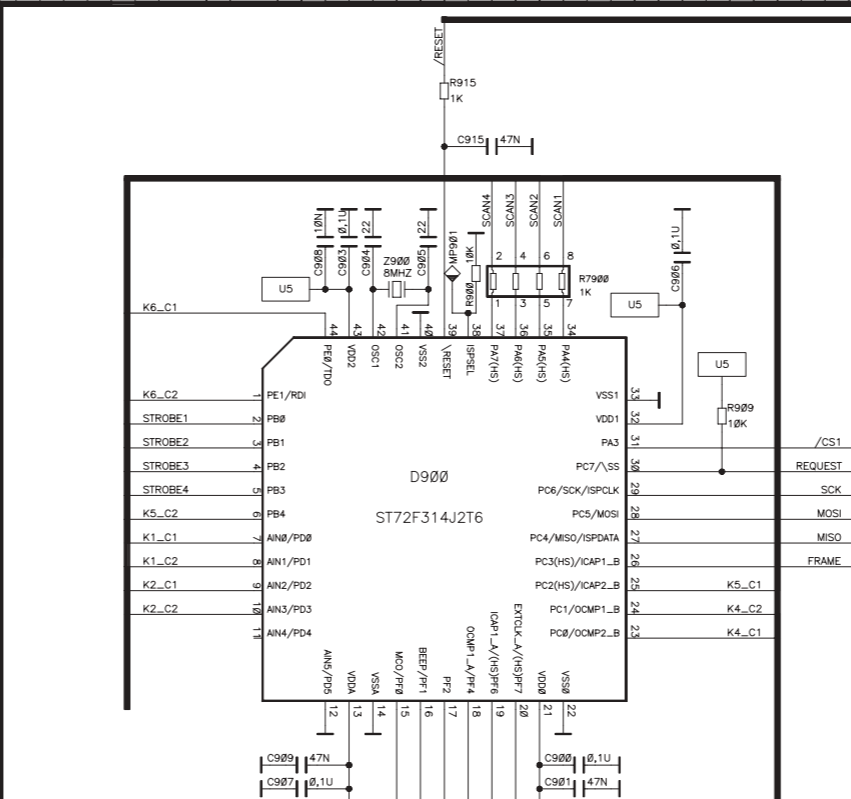 /RESET
R915
1K
C915
47N
SCAN4
SCAN3
SCAN2
SCAN1
10N
0,1U
22
22
0,1U
C908
C903
C904
Z900
8MHZ
C905
MP901
10K
R900
2
4
6
8
1
3
5
7
R7900
1K
C906
U5
U5
U5
K6_C1
44
43
42
41
40
39
38
37
36
35
34
PE0/TDO
VDD2
OSC1
OSC2
VSS2
\RESET
ISPSEL
PA7(HS)
PA6(HS)
PA5(HS)
PA4(HS)
R909
10K
K6_C2
1
PE1/RDI
STROBE1
2
PB0
STROBE2
3
PB1
STROBE3
4
PB2
STROBE4
5
PB3
K5_C2
6
PB4
K1_C1
7
AIN0/PD0
K1_C2
8
AIN1/PD1
K2_C1
9
AIN2/PD2
K2_C2
10
AIN3/PD3
11
AIN4/PD4
D900
ST72F314J2T6
VSS1
33
VDD1
32
PA3
31
/CS1
PC7/\SS
30
REQUEST
PC6/SCK/ISPCLK
29
SCK
PC5/MOSI
28
MOSI
PC4/MISO/ISPDATA
27
MISO
PC3(HS)/ICAP1_B
26
FRAME
PC2(HS)/ICAP2_B
25
K5_C1
PC1/OCMP1_B
24
K4_C2
PC0/OCMP2_B
23
K4_C1
AIN5/PD5
VDDA
VSSA
MCO/PF0
BEEP/PF1
PF2
OCMP1_A/PF4
ICAP1_A/(HS)PF6
EXTCLK_A/(HS)PF7
VDD0
VSS0
12
13
14
15
16
17
18
19
20
21
22
C909
47N
C907
0,1U
C900
0,1U
C901
47N